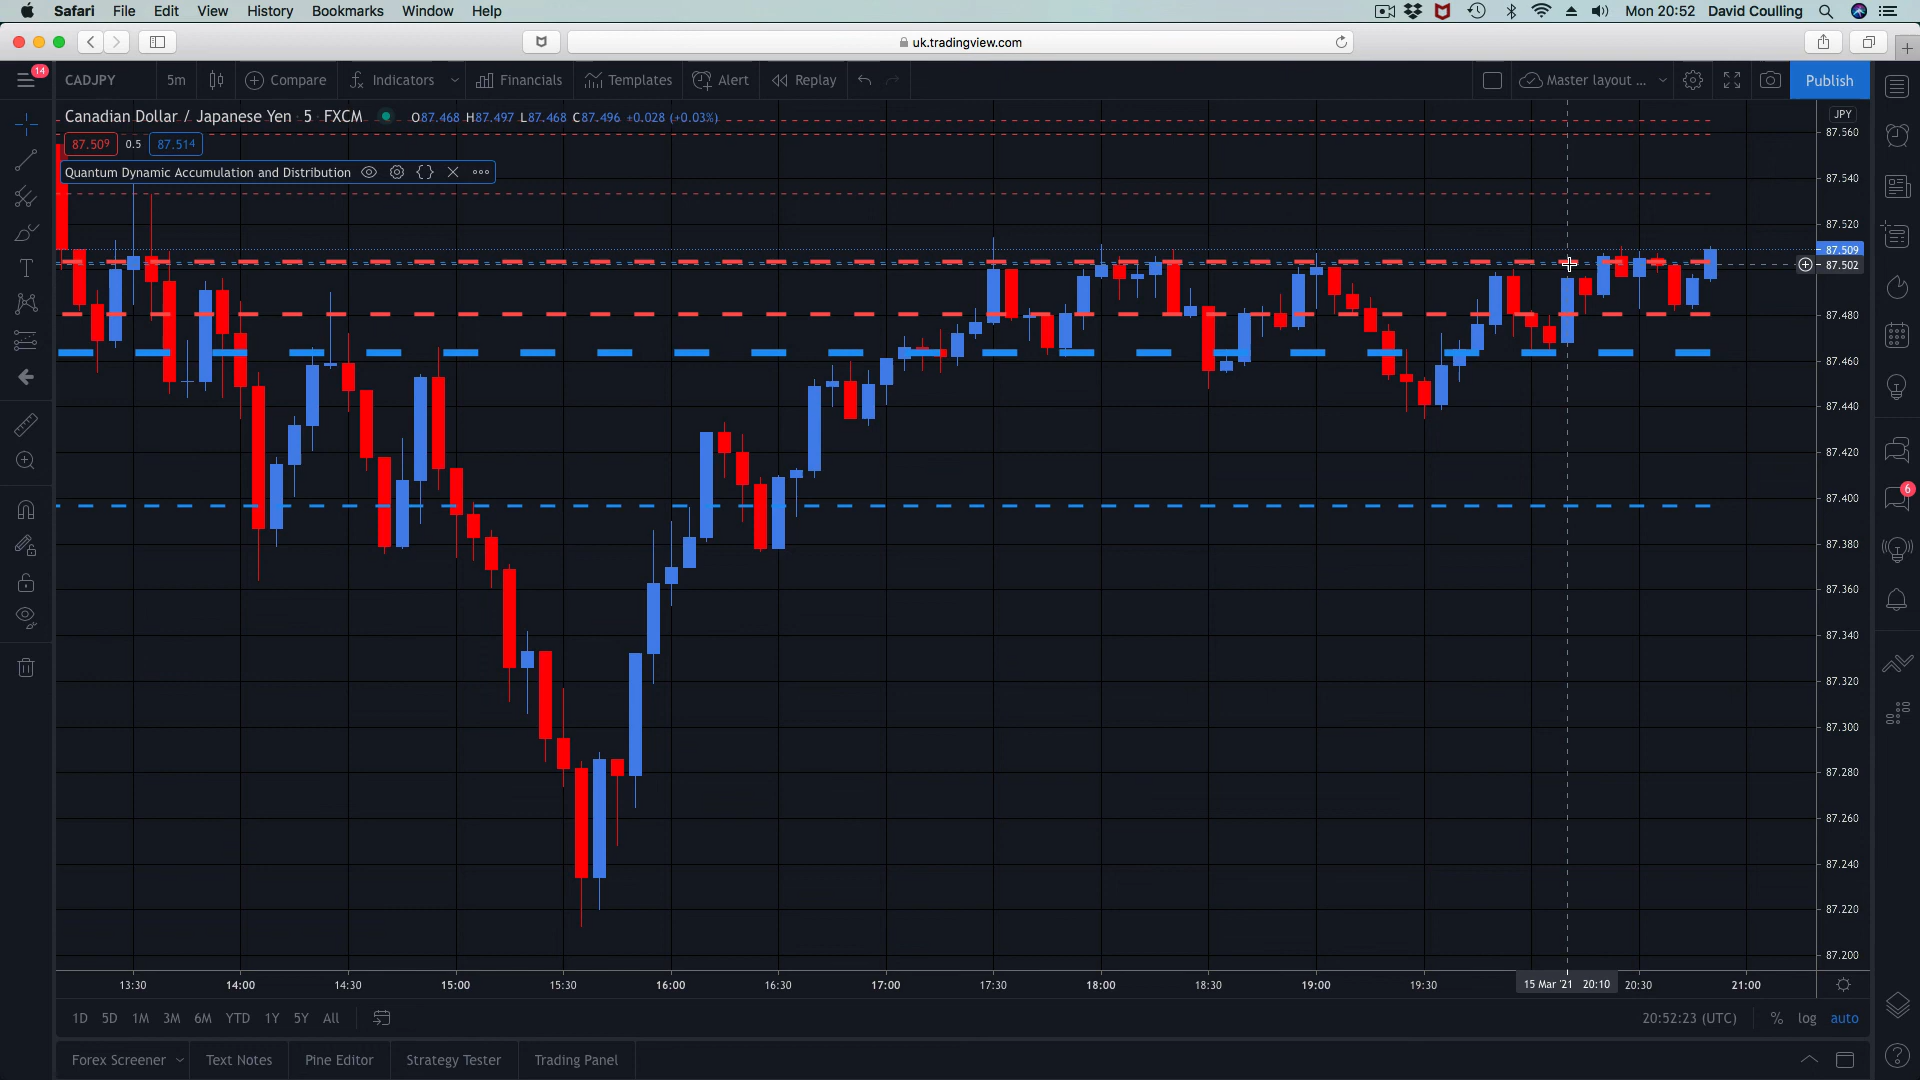 Safari File Edit View History Bookmarks Window Help Mon 20:52 David Coulling
uk.tradingview.com
14 CADJPY 5m Compare Indicators Financials Templates Alert Replay Master layout ... Publish
Canadian Dollar / Japanese Yen · 5 · FXCM O87.468 H87.497 L87.468 C87.496 +0.028 (+0.03%)
87.509 0.5 87.514
Quantum Dynamic Accumulation and Distribution
JPY
87.560
87.540
87.520
87.509
87.502
87.480
87.460
87.440
87.420
87.400
6
87.380
87.360
87.340
87.320
87.300
87.280
87.260
87.240
87.220
87.200
13:30 14:00 14:30 15:00 15:30 16:00 16:30 17:00 17:30 18:00 18:30 19:00 19:30 15 Mar '21 20:10 20:30 21:00
1D 5D 1M 3M 6M YTD 1Y 5Y All 20:52:23 (UTC) % log auto
Forex Screener Text Notes Pine Editor Strategy Tester Trading Panel